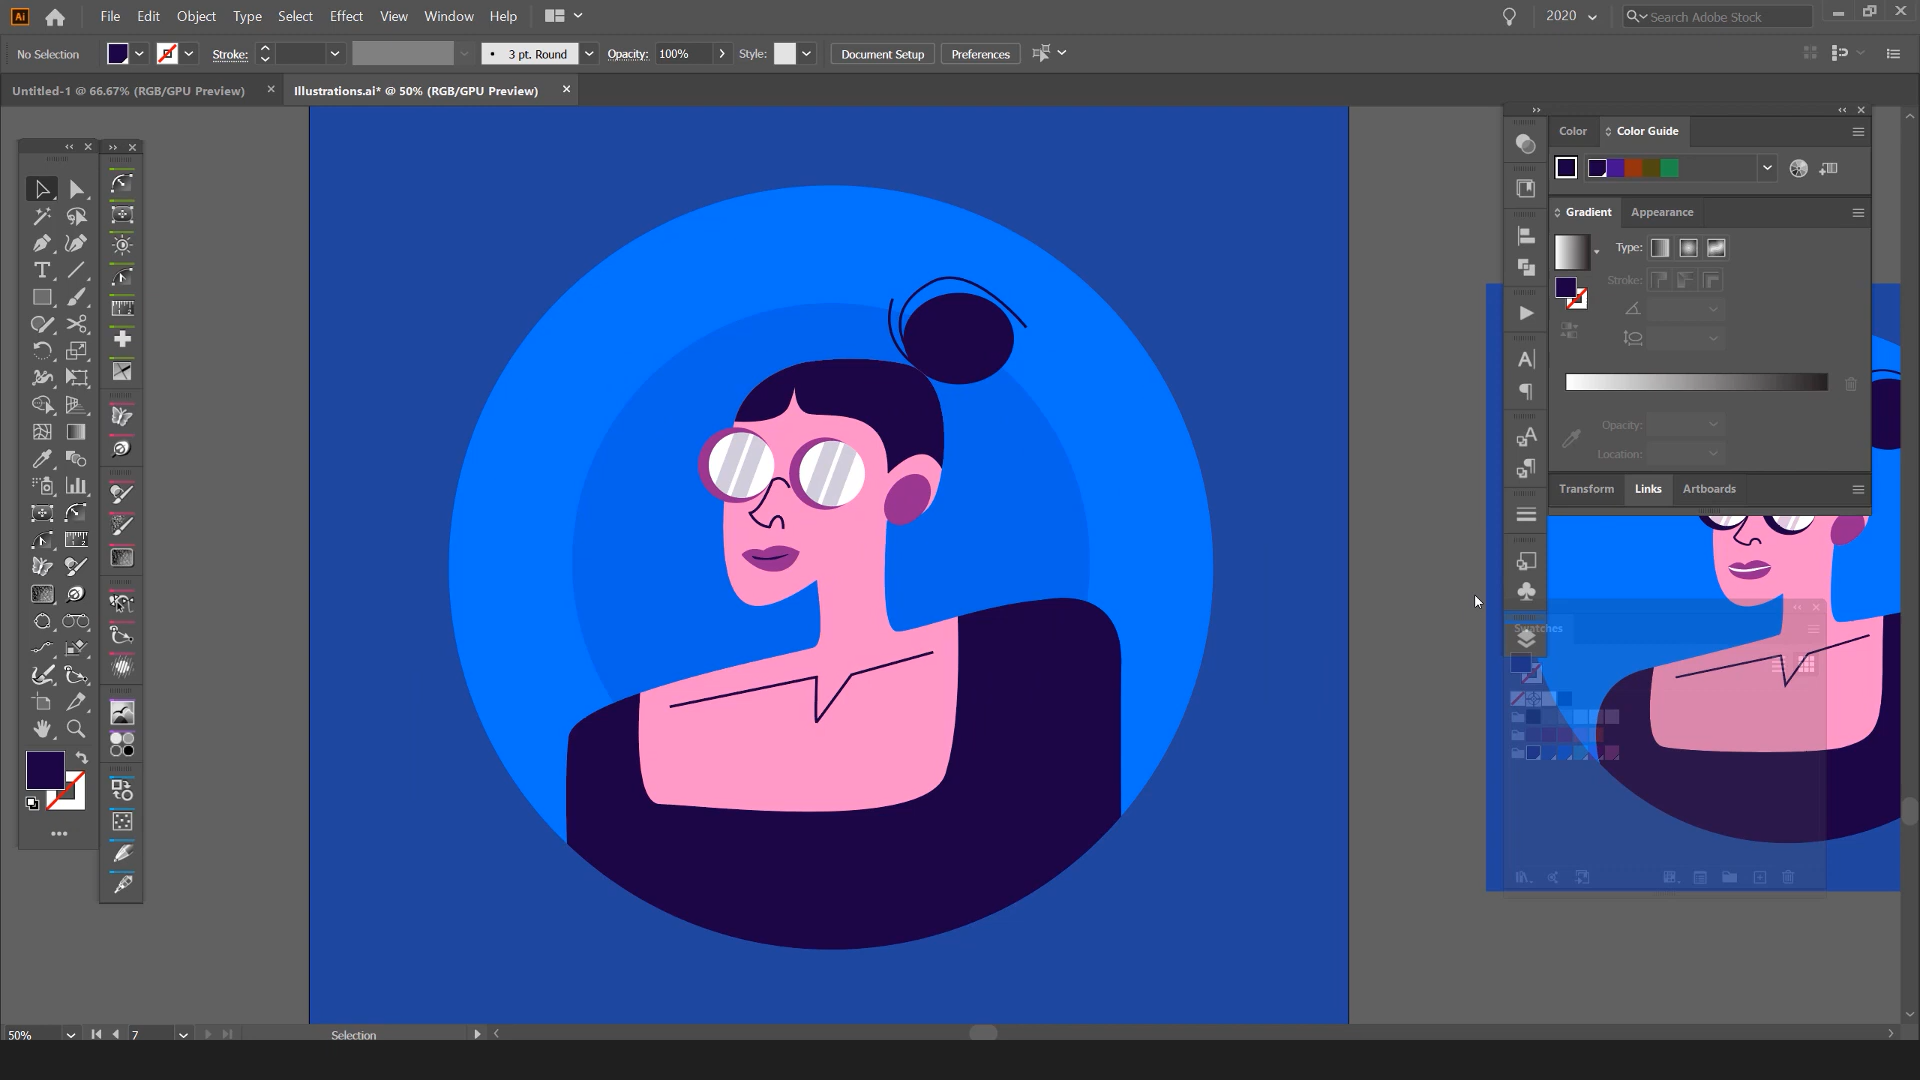 Ai File Edit Object Type Select Effect View Window Help 2020 Search Adobe Stock
No Selection Stroke: 3 pt. Round Opacity: 100% Style: Document Setup Preferences
Untitled-1 @ 66.67% (RGB/GPU Preview) Illustrations.ai* @ 50% (RGB/GPU Preview)
Color Color Guide
Gradient Appearance
Type:
Stroke:
Opacity:
Location:
Transform Links Artboards
Swatches
50% 7 Selection